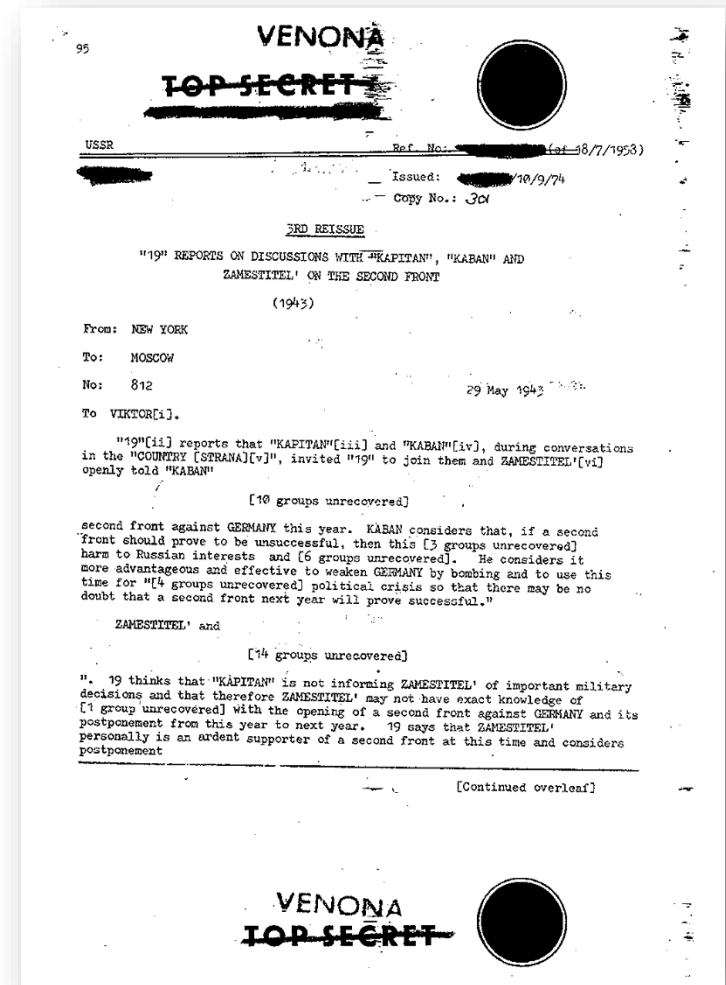 95
VENONA
TOP SECRET
USSR
Ref. No: (of 18/7/1958)
Issued: /10/9/74
Copy No.: 301
3RD REISSUE
"19" REPORTS ON DISCUSSIONS WITH "KAPITAN", "KABAN" AND
ZAMESTITEL' ON THE SECOND FRONT
(1943)
From: NEW YORK
To: MOSCOW
No: 812
29 May 1943
To VIKTOR[i].
"19"[ii] reports that "KAPITAN"[iii] and "KABAN"[iv], during conversations
in the "COUNTRY [STRANA][v]", invited "19" to join them and ZAMESTITEL'[vi]
openly told "KABAN"
[10 groups unrecovered]
second front against GERMANY this year. KABAN considers that, if a second
front should prove to be unsuccessful, then this [3 groups unrecovered]
harm to Russian interests and [6 groups unrecovered]. He considers it
more advantageous and effective to weaken GERMANY by bombing and to use this
time for "[4 groups unrecovered] political crisis so that there may be no
doubt that a second front next year will prove successful."
ZAMESTITEL' and
[14 groups unrecovered]
". 19 thinks that "KAPITAN" is not informing ZAMESTITEL' of important military
decisions and that therefore ZAMESTITEL' may not have exact knowledge of
[1 group unrecovered] with the opening of a second front against GERMANY and its
postponement from this year to next year. 19 says that ZAMESTITEL'
personally is an ardent supporter of a second front at this time and considers
postponement
[Continued overleaf]
VENONA
TOP SECRET